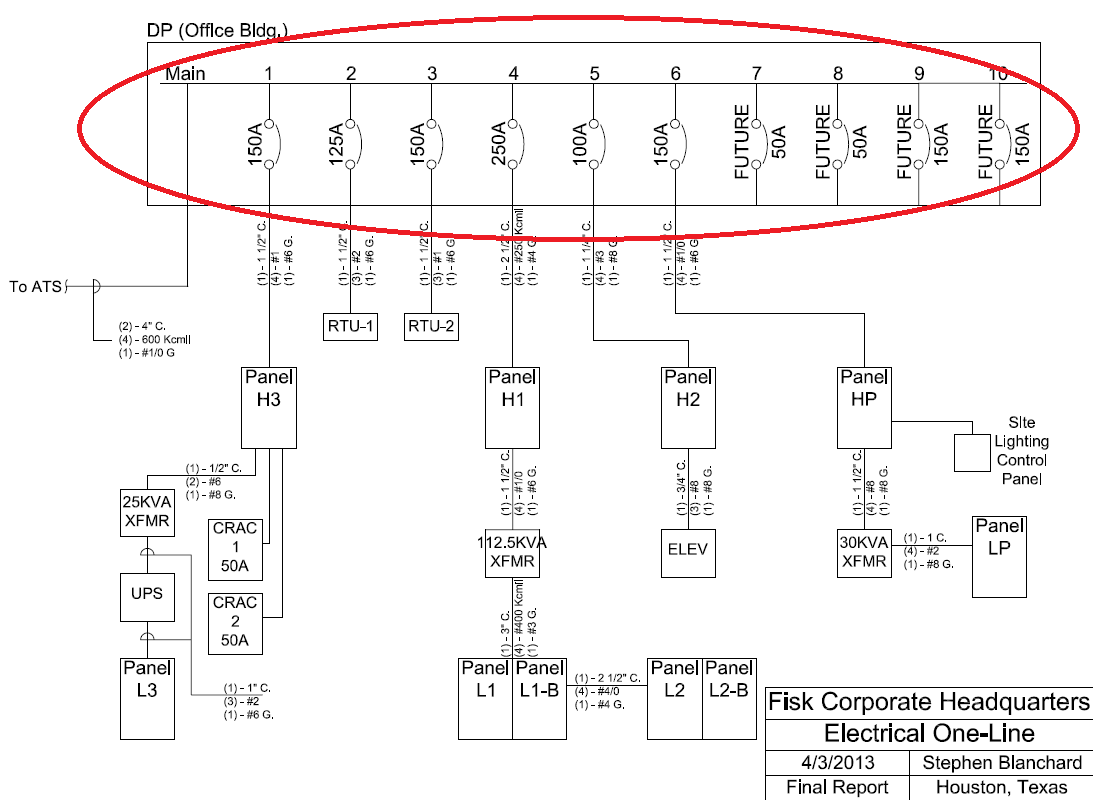 DP (Office Bldg.)
Main 1 2 3 4 5 6 7 8 9 10
150A
125A
150A
250A
100A
150A
FUTURE
50A
FUTURE
50A
FUTURE
150A
FUTURE
150A
(1) - 1 1/2" C.
(4) - #1
(1) - #6 G.
(1) - 1 1/2" C.
(3) - #2
(1) - #6 G.
(1) - 1 1/2" C.
(3) - #1
(1) - #6 G.
(1) - 2 1/2" C.
(4) - #250 Kcmil
(1) - #4 G.
(1) - 1 1/4" C.
(4) - #3
(1) - #8 G.
(1) - 1 1/2" C.
(4) - #1/0
(1) - #6 G.
To ATS
(2) - 4" C.
(4) - 600 Kcmil
(1) - #1/0 G
RTU-1
RTU-2
Panel
H3
Panel
H1
Panel
H2
Panel
HP
Site
Lighting
Control
Panel
(1) - 1/2" C.
(2) - #6
(1) - #8 G.
25KVA
XFMR
CRAC
1
50A
UPS
CRAC
2
50A
Panel
L3
(1) - 1" C.
(3) - #2
(1) - #6 G.
(1) - 1 1/2" C.
(4) - #1/0
(1) - #6 G.
112.5KVA
XFMR
(1) - 3" C.
(4) - #400 Kcmil
(1) - #3 G.
Panel
L1
Panel
L1-B
(1) - 2 1/2" C.
(4) - #4/0
(1) - #4 G.
Panel
L2
Panel
L2-B
(1) - 3/4" C.
(3) - #8
(1) - #8 G.
ELEV
(1) - 1 1/2" C.
(4) - #8
(1) - #8 G.
30KVA
XFMR
(1) - 1 C.
(4) - #2
(1) - #8 G.
Panel
LP
Fisk Corporate Headquarters
Electrical One-Line
4/3/2013 Stephen Blanchard
Final Report Houston, Texas